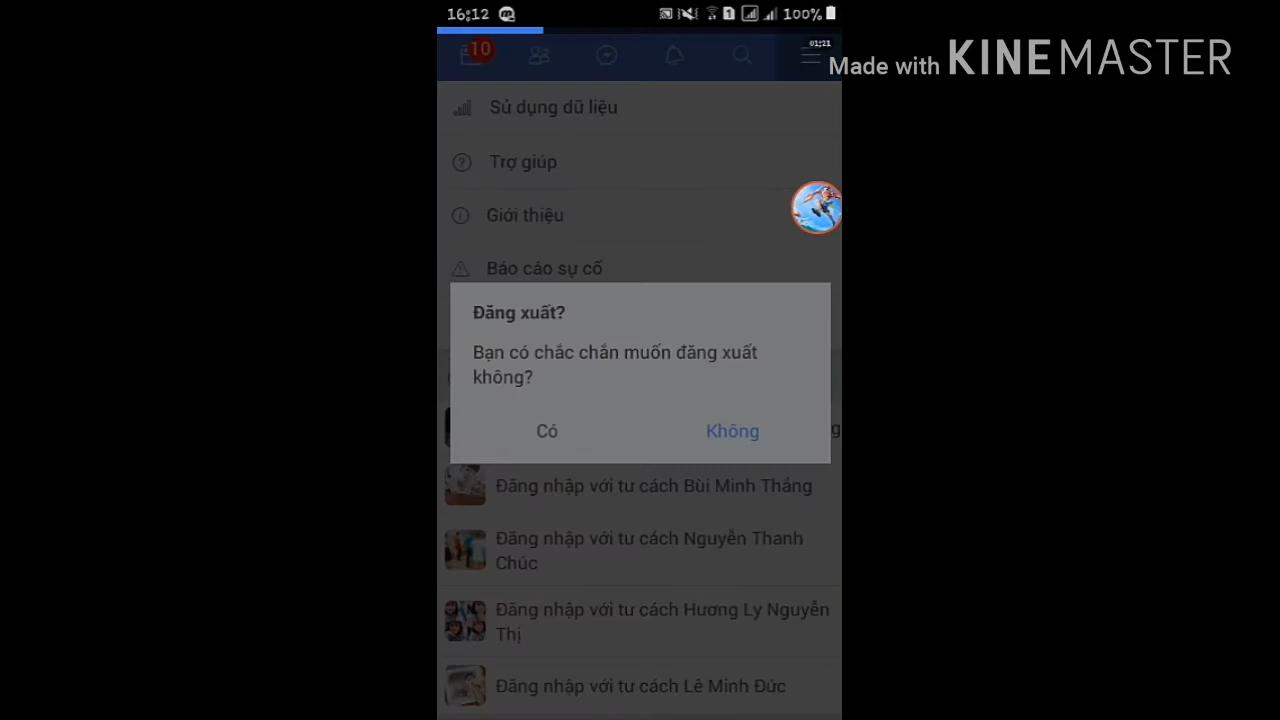 16:12
1
100%
10
01:21
Made with KINEMASTER
Sử dụng dữ liệu
Trợ giúp
Giới thiệu
Báo cáo sự cố
Đăng xuất?
Bạn có chắc chắn muốn đăng xuất
không?
Có
Không
g
Đăng nhập với tư cách Bùi Minh Thắng
Đăng nhập với tư cách Nguyễn Thanh
Chúc
Đăng nhập với tư cách Hương Ly Nguyễn
Thị
Đăng nhập với tư cách Lê Minh Đức